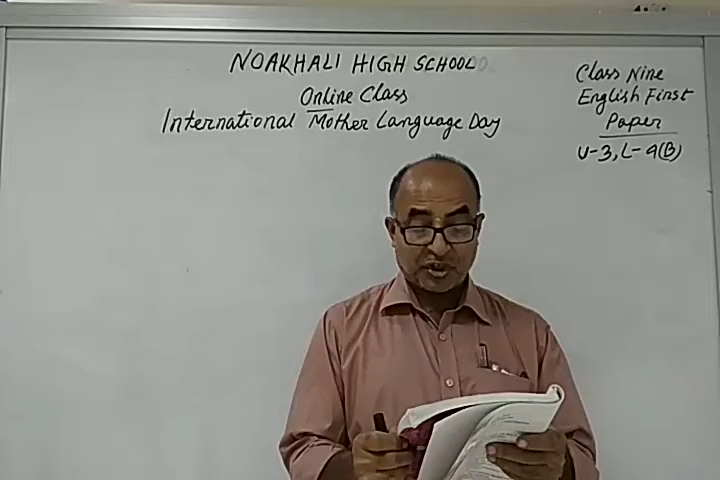 NOAKHALI HIGH SCHOOL
Online Class
International Mother Language Day
Class Nine
English First
Paper
U-3, L-4(B)